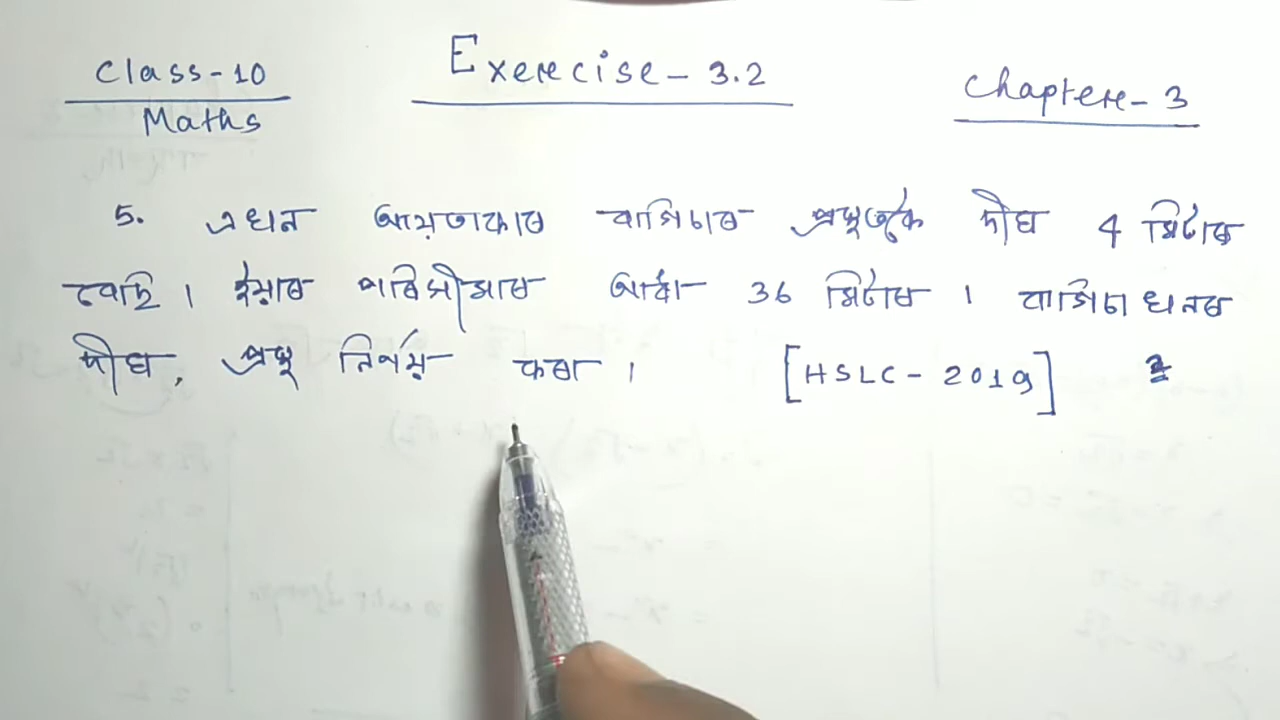 Class-10 Exercise-3.2 Chapter-3
Maths
5. এখন আয়তাকাৰ বাগিচাৰ প্ৰস্থতকৈ দীঘ 4 মিটাৰ
বেছি । ইয়াৰ পৰিসীমাৰ আধা 36 মিটাৰ । বাগিচাখনৰ
দীঘ, প্ৰস্থ নিৰ্ণয় কৰা । [HSLC-2019]